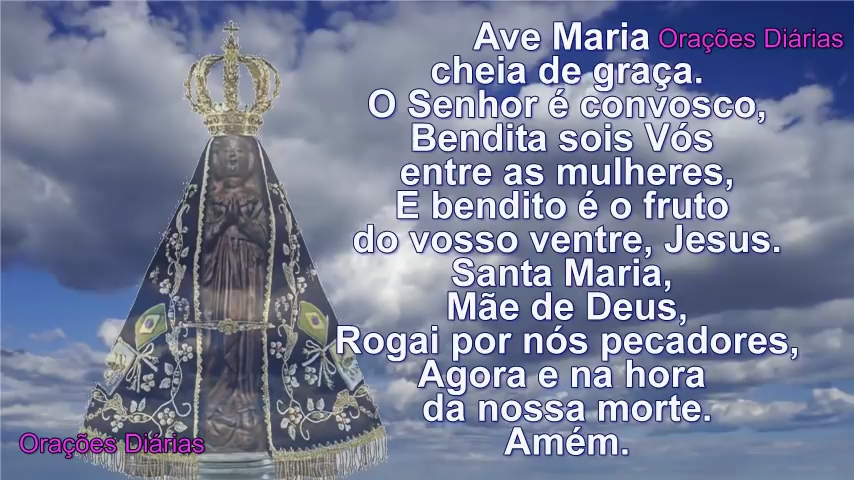 Ave Maria
Orações Diárias
cheia de graça.
O Senhor é convosco,
Bendita sois Vós
entre as mulheres,
E bendito é o fruto
do vosso ventre, Jesus.
Santa Maria,
Mãe de Deus,
Rogai por nós pecadores,
Agora e na hora
da nossa morte.
Amém.
Orações Diárias